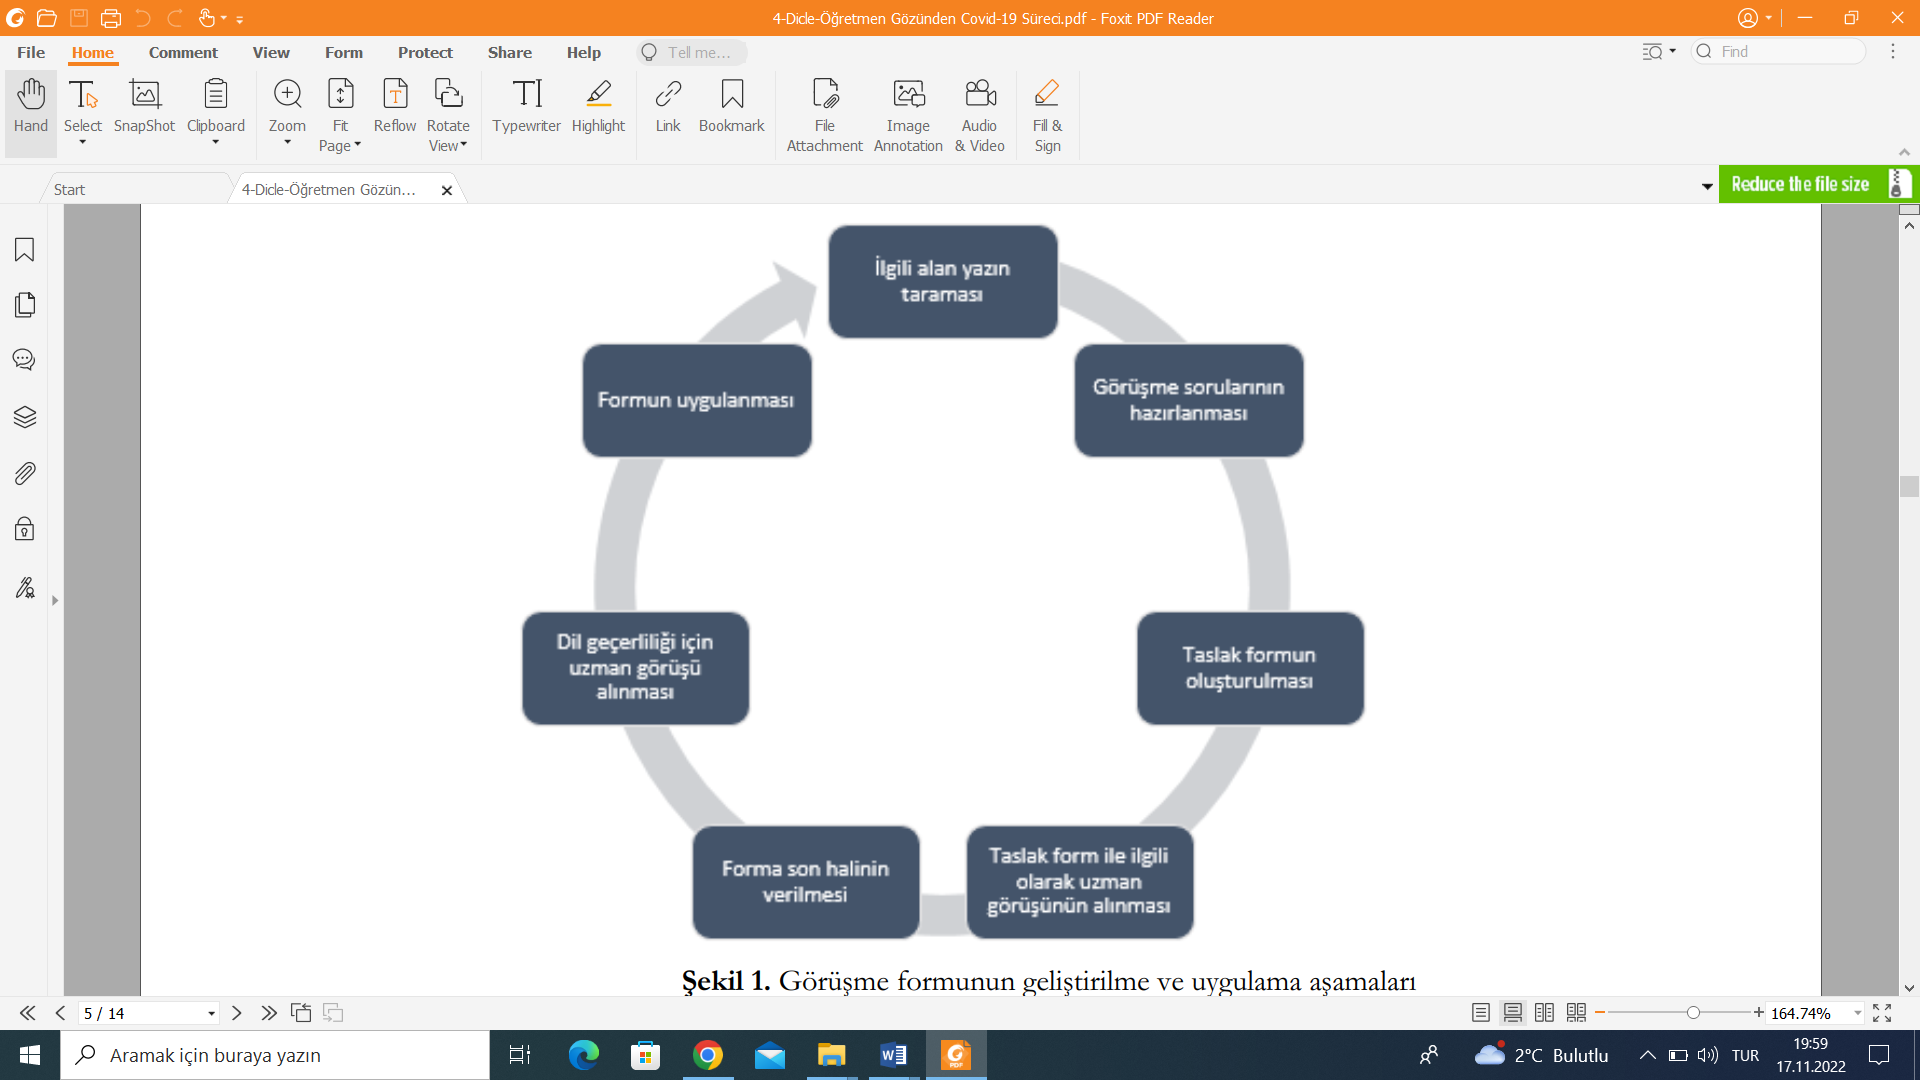 4-Dicle-Öğretmen Gözünden Covid-19 Süreci.pdf - Foxit PDF Reader
File Home Comment View Form Protect Share Help Tell me... Find
Hand Select SnapShot Clipboard Zoom Fit Page Reflow Rotate View Typewriter Highlight Link Bookmark File Attachment Image Annotation Audio & Video Fill & Sign
Start 4-Dicle-Öğretmen Gözün... Reduce the file size
İlgili alan yazın
taraması
Görüşme sorularının
hazırlanması
Taslak formun
oluşturulması
Taslak form ile ilgili
olarak uzman
görüşünün alınması
Forma son halinin
verilmesi
Dil geçerliliği için
uzman görüşü
alınması
Formun uygulanması
Şekil 1. Görüşme formunun geliştirilme ve uygulama aşamaları
5 / 14 164.74%
Aramak için buraya yazın
2°C Bulutlu TUR
19:59
17.11.2022